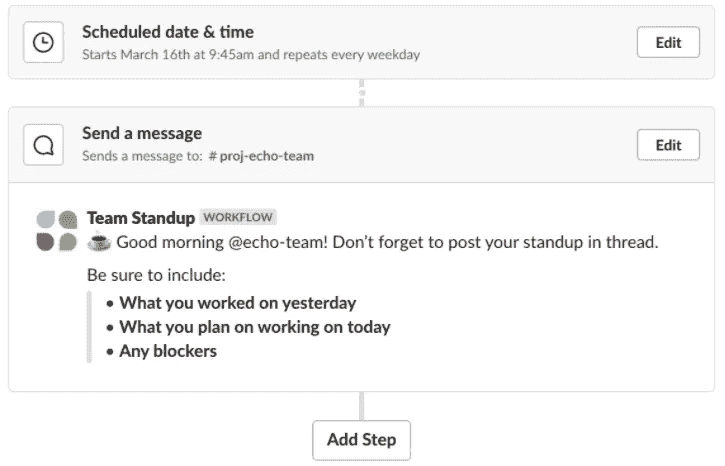 Scheduled date & time
Starts March 16th at 9:45am and repeats every weekday
Edit
Send a message
Sends a message to: # proj-echo-team
Edit
Team Standup WORKFLOW
☕ Good morning @echo-team! Don't forget to post your standup in thread.
Be sure to include:
• What you worked on yesterday
• What you plan on working on today
• Any blockers
Add Step